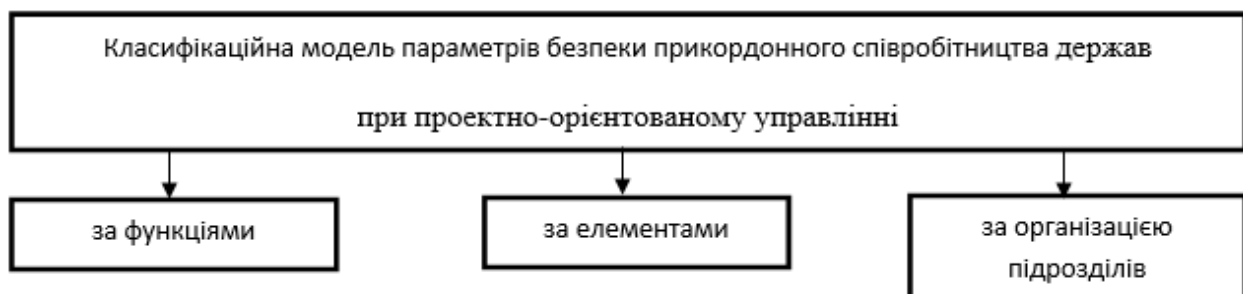 Класифікаційна модель параметрів безпеки прикордонного співробітництва держав
при проектно-орієнтованому управлінні
за функціями
за елементами
за організацією
підрозділів